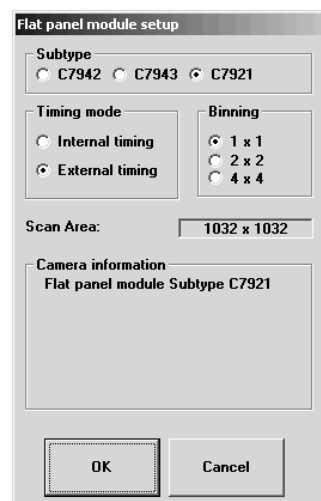 Flat panel module setup
Subtype
C7942 C7943 C7921
Timing mode
Internal timing
External timing
Binning
1 x 1
2 x 2
4 x 4
Scan Area: 1032 x 1032
Camera information
Flat panel module Subtype C7921
OK Cancel